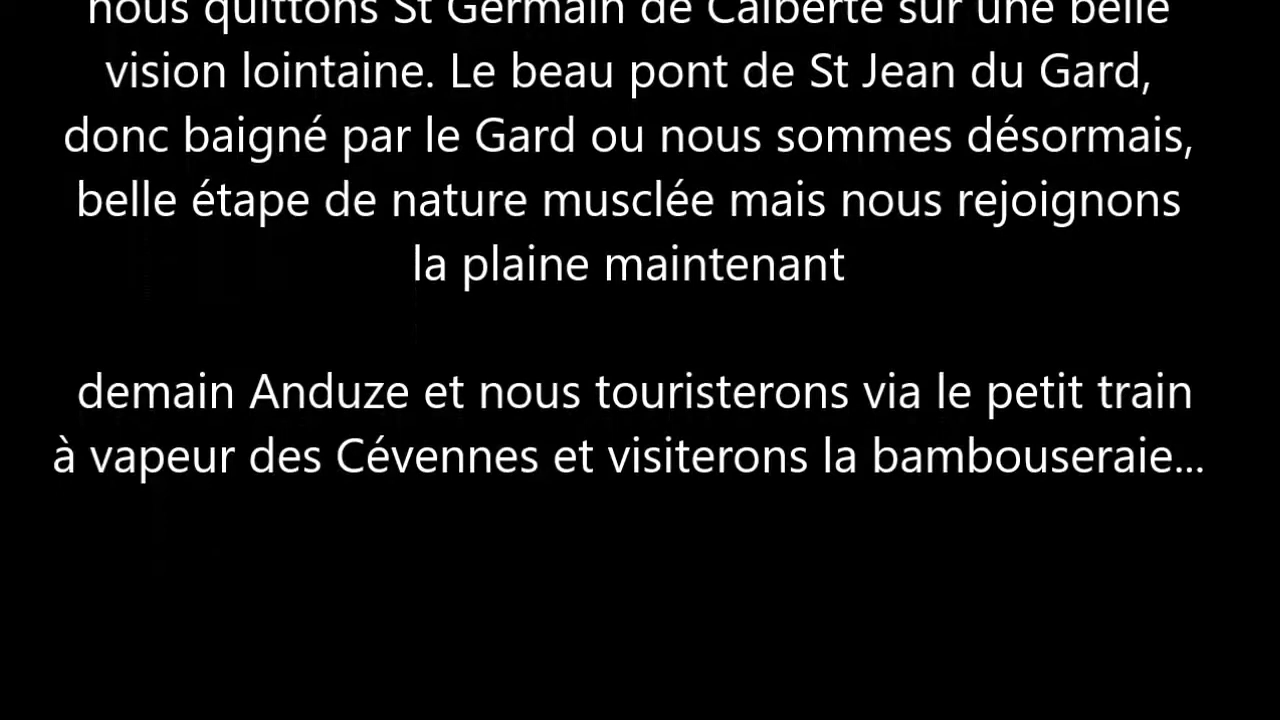 nous quittons St Germain de Calberte sur une belle
vision lointaine. Le beau pont de St Jean du Gard,
donc baigné par le Gard ou nous sommes désormais,
belle étape de nature musclée mais nous rejoignons
la plaine maintenant
demain Anduze et nous touristerons via le petit train
à vapeur des Cévennes et visiterons la bambouseraie...